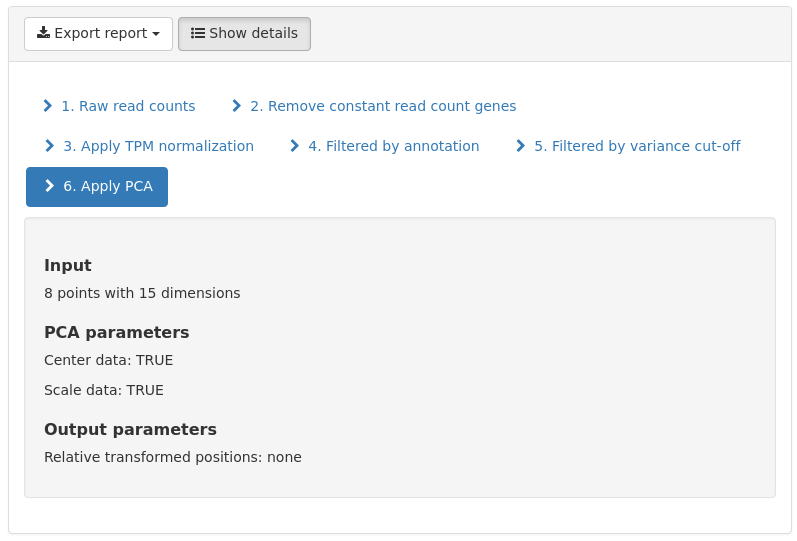 Export report
Show details
1. Raw read counts
2. Remove constant read count genes
3. Apply TPM normalization
4. Filtered by annotation
5. Filtered by variance cut-off
6. Apply PCA
Input
8 points with 15 dimensions
PCA parameters
Center data: TRUE
Scale data: TRUE
Output parameters
Relative transformed positions: none